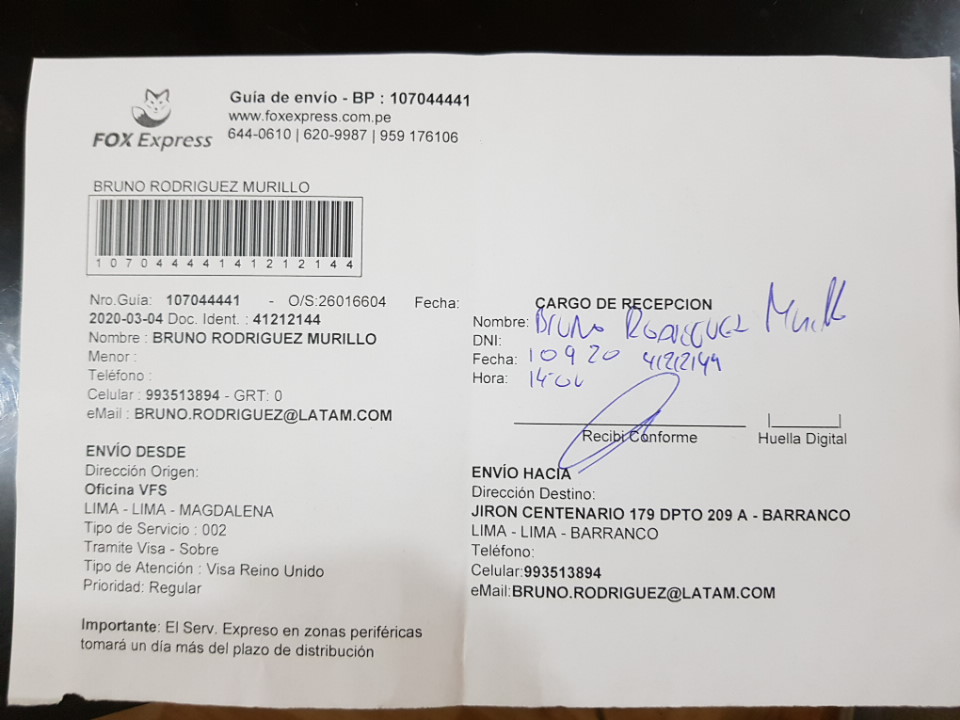 FOX Express
Guía de envío - BP : 107044441
www.foxexpress.com.pe
644-0610 | 620-9987 | 959 176106
BRUNO RODRIGUEZ MURILLO
10704444141212144
Nro.Guía: 107044441 - O/S:26016604 Fecha:
2020-03-04 Doc. Ident. : 41212144
Nombre : BRUNO RODRIGUEZ MURILLO
Menor :
Teléfono :
Celular : 993513894 - GRT: 0
eMail : BRUNO.RODRIGUEZ@LATAM.COM
CARGO DE RECEPCION
Nombre: BRUNO RODRIGUEZ Murillo
DNI: 41212144
Fecha: 10 9 20
Hora:
Recibi Conforme
Huella Digital
ENVÍO DESDE
Dirección Origen:
Oficina VFS
LIMA - LIMA - MAGDALENA
Tipo de Servicio : 002
Tramite Visa - Sobre
Tipo de Atención : Visa Reino Unido
Prioridad: Regular
ENVÍO HACIA
Dirección Destino:
JIRON CENTENARIO 179 DPTO 209 A - BARRANCO
LIMA - LIMA - BARRANCO
Teléfono:
Celular:993513894
eMail:BRUNO.RODRIGUEZ@LATAM.COM
Importante: El Serv. Expreso en zonas periféricas
tomará un día más del plazo de distribución